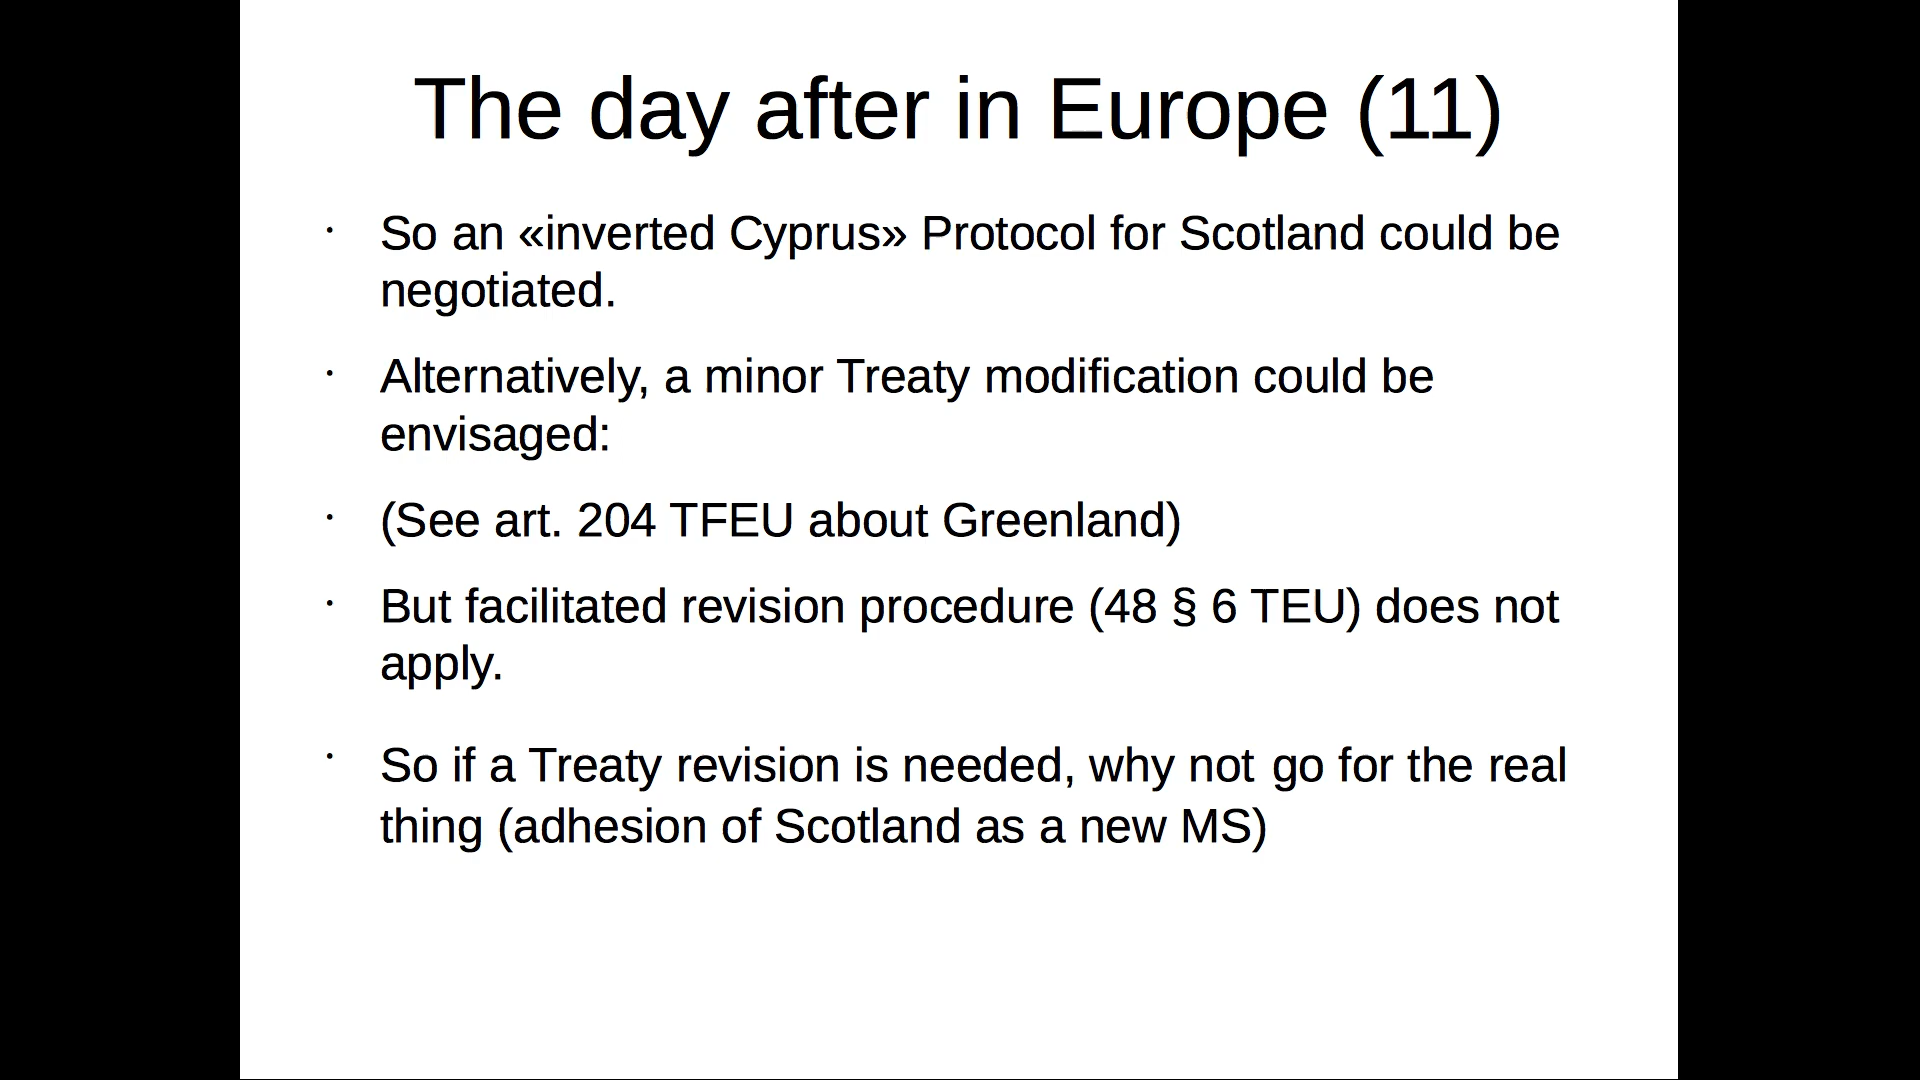 The day after in Europe (11)
· So an «inverted Cyprus» Protocol for Scotland could be
negotiated.
· Alternatively, a minor Treaty modification could be
envisaged:
· (See art. 204 TFEU about Greenland)
· But facilitated revision procedure (48 § 6 TEU) does not
apply.
· So if a Treaty revision is needed, why not go for the real
thing (adhesion of Scotland as a new MS)